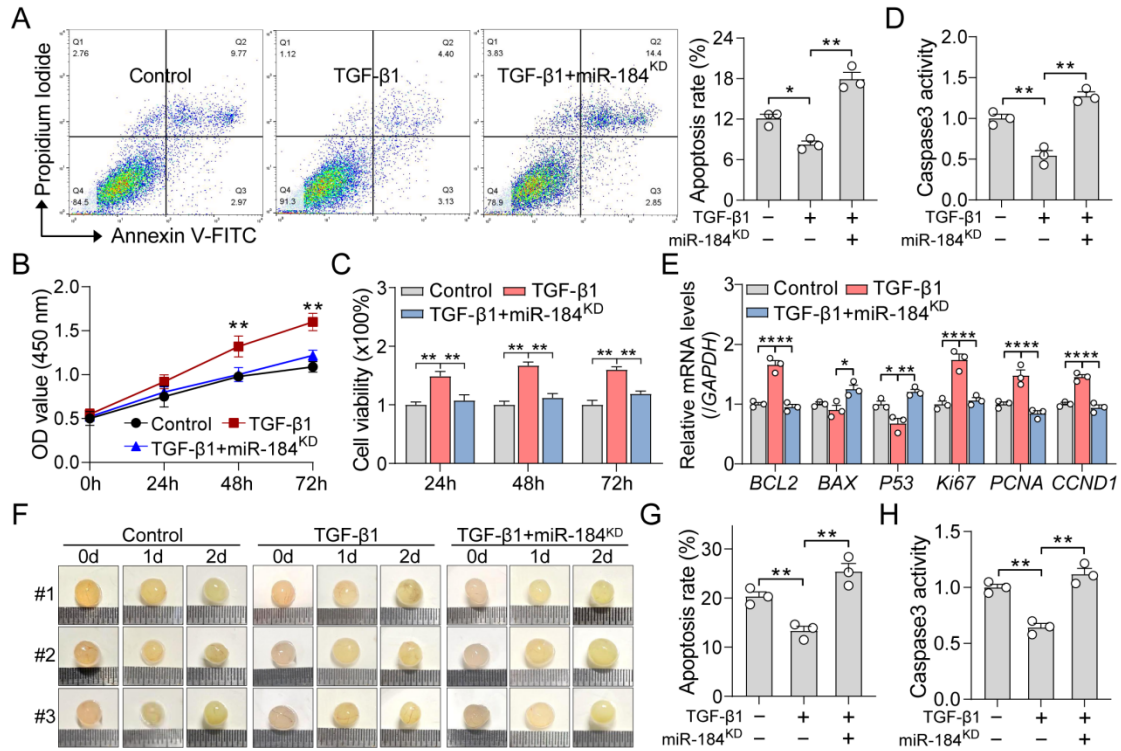 A
Propidium Iodide
Annexin V-FITC
Q1
2.76
Q2
9.77
Control
Q4
84.5
Q3
2.97
Q1
1.12
Q2
4.40
TGF-β1
Q4
91.3
Q3
3.13
Q1
3.83
Q2
14.4
TGF-β1+miR-184KD
Q4
78.9
Q3
2.85
Apoptosis rate (%)
24
18
12
6
0
*
**
TGF-β1 − + +
miR-184KD − − +
D
Caspase3 activity
2.0
1.5
1.0
0.5
0.0
**
**
TGF-β1 − + +
miR-184KD − − +
B
OD value (450 nm)
2.0
1.5
1.0
0.5
0.0
**
**
Control
TGF-β1
TGF-β1+miR-184KD
0h 24h 48h 72h
C
Cell viability (x100%)
3
2
1
0
Control
TGF-β1
TGF-β1+miR-184KD
** **
** **
** **
24h 48h 72h
E
Relative mRNA levels
(/GAPDH)
3
2
1
0
Control
TGF-β1
TGF-β1+miR-184KD
****
*
* **
****
****
****
BCL2 BAX P53 Ki67 PCNA CCND1
F
Control TGF-β1 TGF-β1+miR-184KD
0d 1d 2d 0d 1d 2d 0d 1d 2d
#1
#2
#3
G
Apoptosis rate (%)
30
20
10
0
**
**
TGF-β1 − + +
miR-184KD − − +
H
Caspase3 activity
1.5
1.0
0.5
0.0
**
**
TGF-β1 − + +
miR-184KD − − +